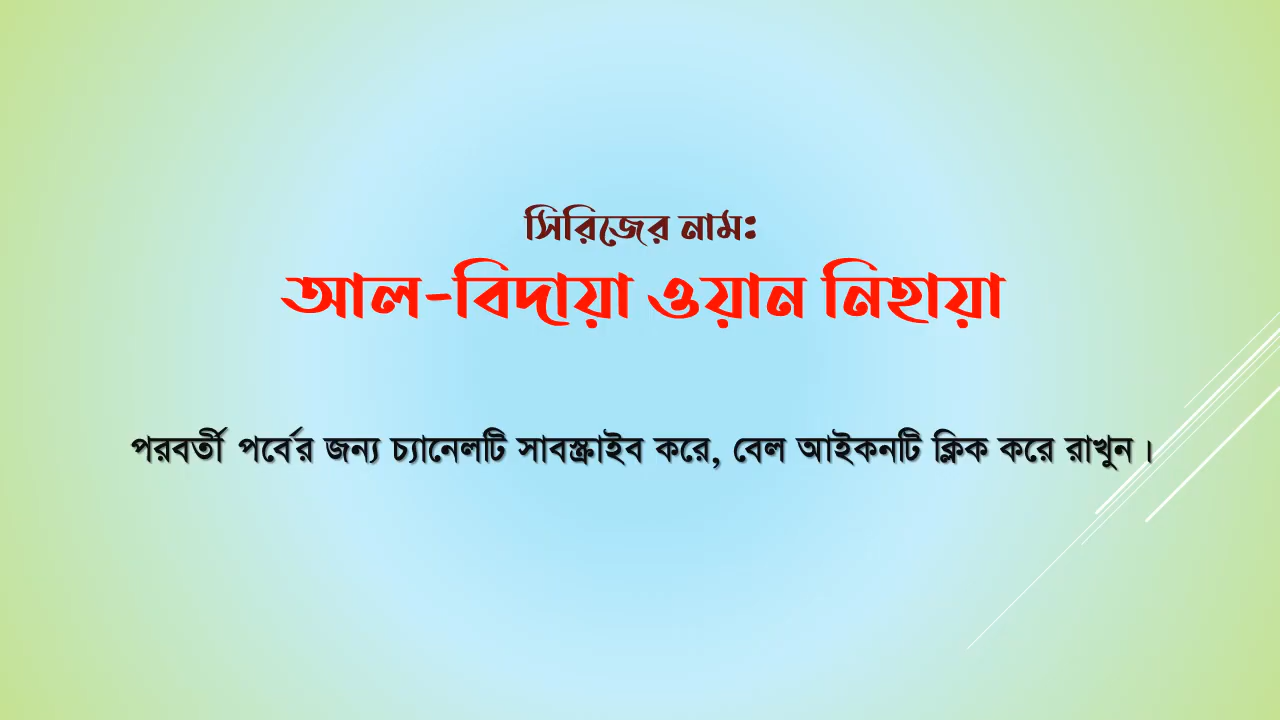 সিরিজের নাম:
আল-বিদায়া ওয়ান নিহায়া
পরবর্তী পর্বের জন্য চ্যানেলটি সাবস্ক্রাইব করে, বেল আইকনটি ক্লিক করে রাখুন।